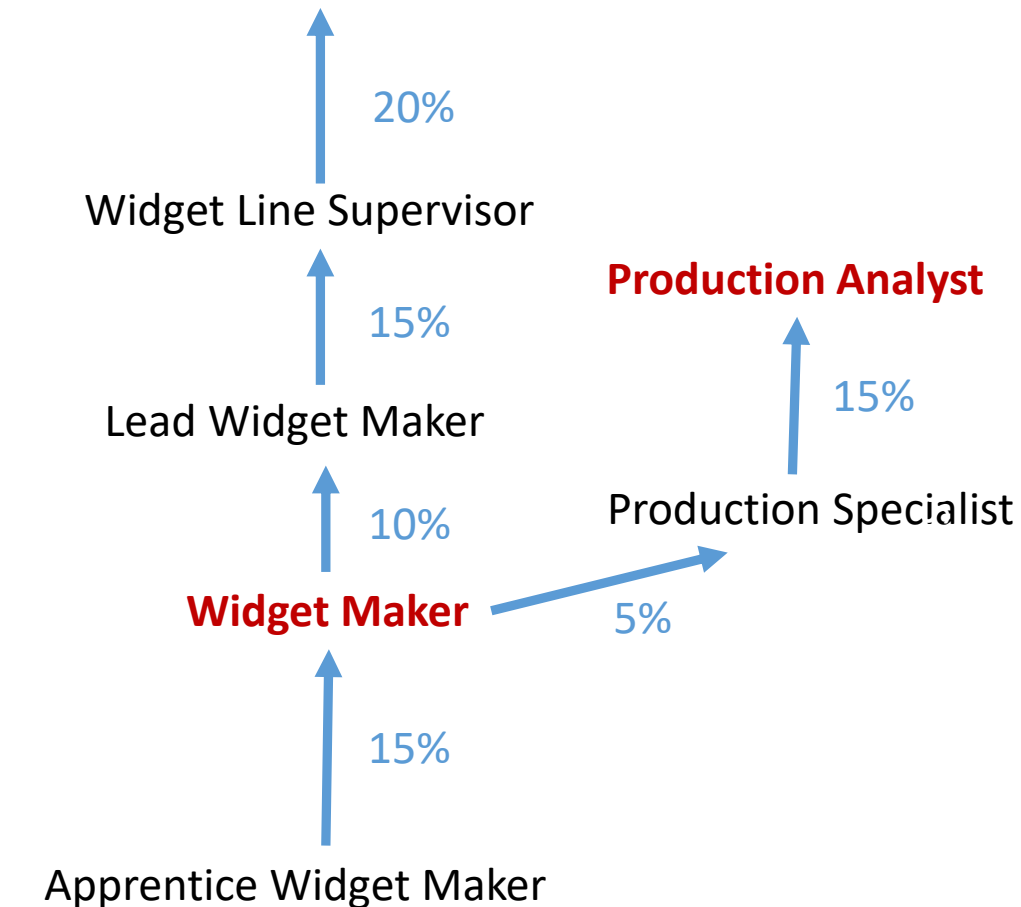 20%
Widget Line Supervisor
Production Analyst
15%
15%
Lead Widget Maker
Production Specialist
10%
Widget Maker
5%
15%
Apprentice Widget Maker